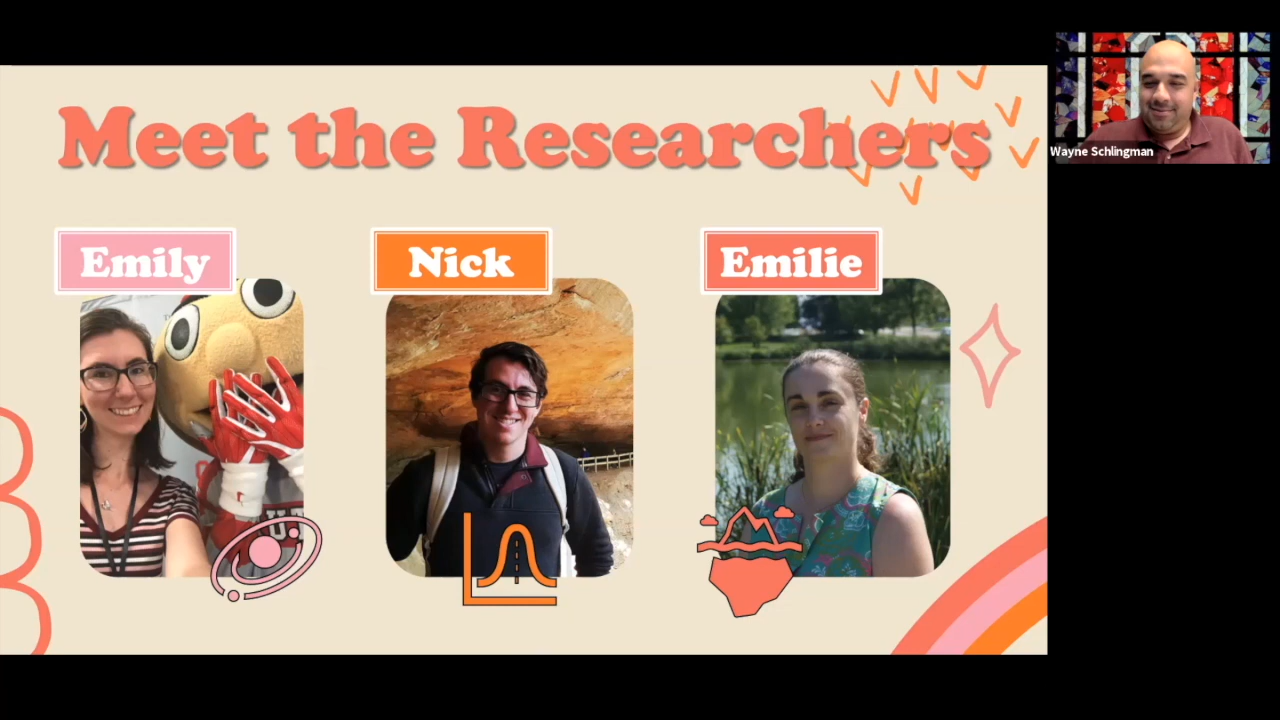 Meet the Researchers
Wayne Schlingman
Emily
Nick
Emilie